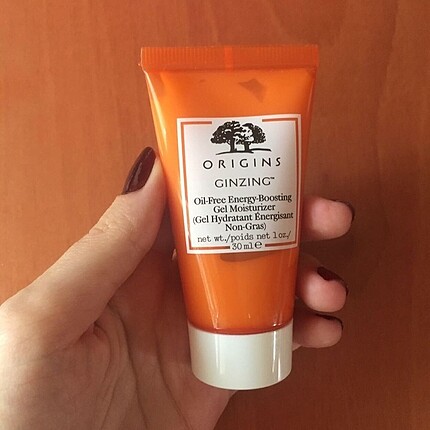 ORIGINS
GINZING™
Oil-Free Energy-Boosting
Gel Moisturizer
(Gel Hydratant Énergisant
Non-Gras)
net wt./poids net 1 oz./
30 ml e